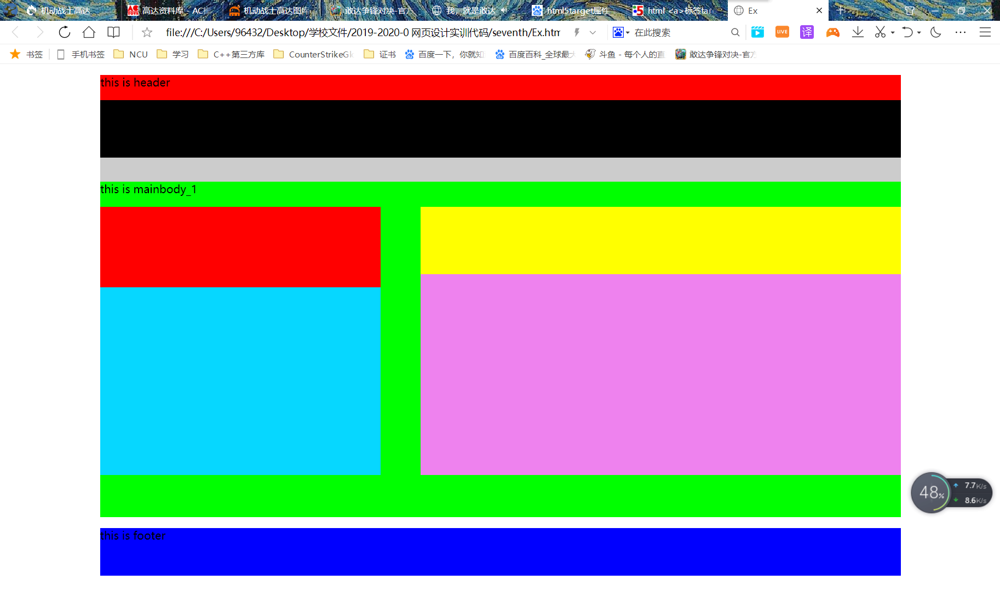 机动战士高达 高达资料库 - AC 机动战士高达图库 敢达争锋对决-官方 我，就是敢达 html5target属性 html <a>标签tar Ex
file:///C:/Users/96432/Desktop/学校文件/2019-2020-0 网页设计实训代码/seventh/Ex.htm 在此搜索 LIVE 译
书签 手机书签 NCU 学习 C++第三方库 CounterStrikeGl 证书 百度一下，你就知 百度百科_全球最大 斗鱼 - 每个人的直 敢达争锋对决-官方
this is header
this is mainbody_1
48% 7.7K/s
8.6K/s
this is footer